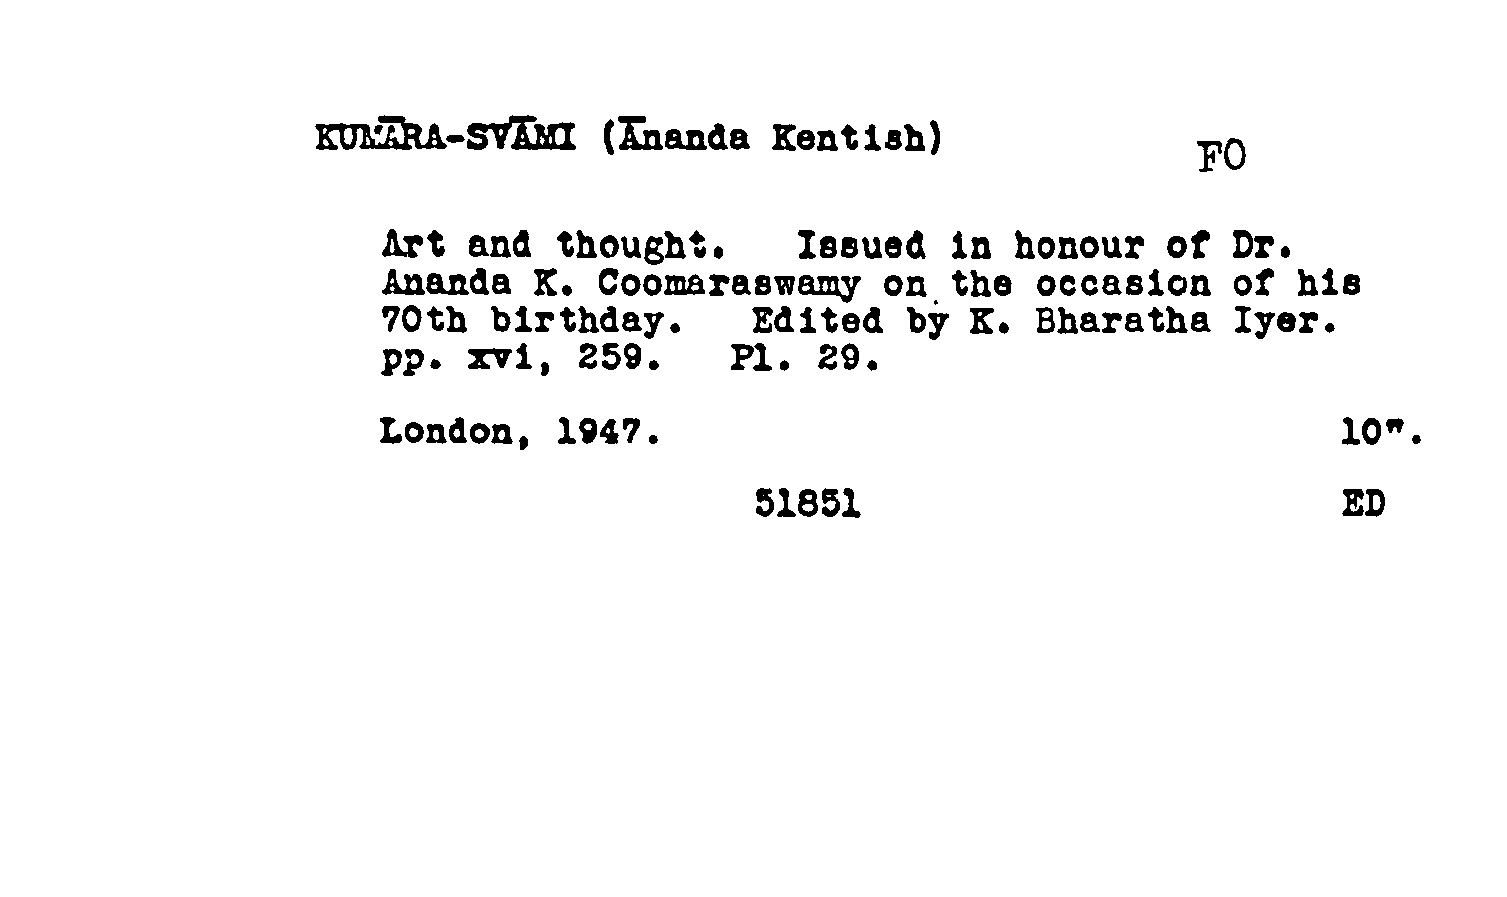 KUMĀRA-SVĀMI (Ānanda Kentish)
FO
Art and thought. Issued in honour of Dr.
Ananda K. Coomaraswamy on the occasion of his
70th birthday. Edited by K. Bharatha Iyer.
pp. xvi, 259. Pl. 29.
London, 1947. 10".
51851 ED